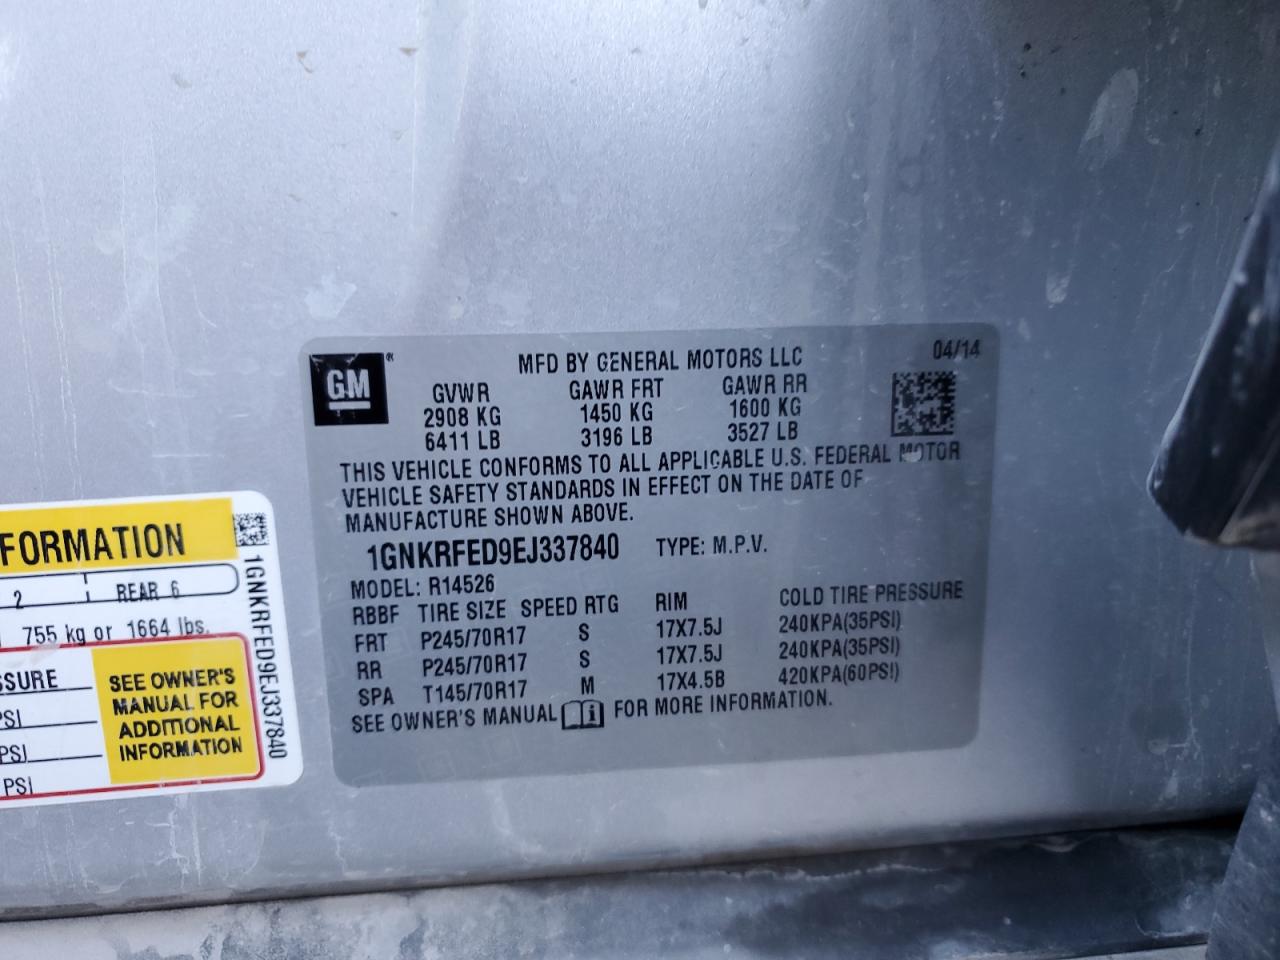 GM ®
MFD BY GENERAL MOTORS LLC 04/14
GVWR GAWR FRT GAWR RR
2908 KG 1450 KG 1600 KG
6411 LB 3196 LB 3527 LB
THIS VEHICLE CONFORMS TO ALL APPLICABLE U.S. FEDERAL MOTOR
VEHICLE SAFETY STANDARDS IN EFFECT ON THE DATE OF
MANUFACTURE SHOWN ABOVE.
1GNKRFED9EJ337840 TYPE: M.P.V.
MODEL: R14526
RBBF TIRE SIZE SPEED RTG RIM COLD TIRE PRESSURE
FRT P245/70R17 S 17X7.5J 240KPA(35PSI)
RR P245/70R17 S 17X7.5J 240KPA(35PSI)
SPA T145/70R17 M 17X4.5B 420KPA(60PSI)
SEE OWNER'S MANUAL FOR MORE INFORMATION.
FORMATION
2 REAR 6
755 kg or 1664 lbs.
SSURE
PSI
PSI
PSI
SEE OWNER'S
MANUAL FOR
ADDITIONAL
INFORMATION
1GNKRFED9EJ337840